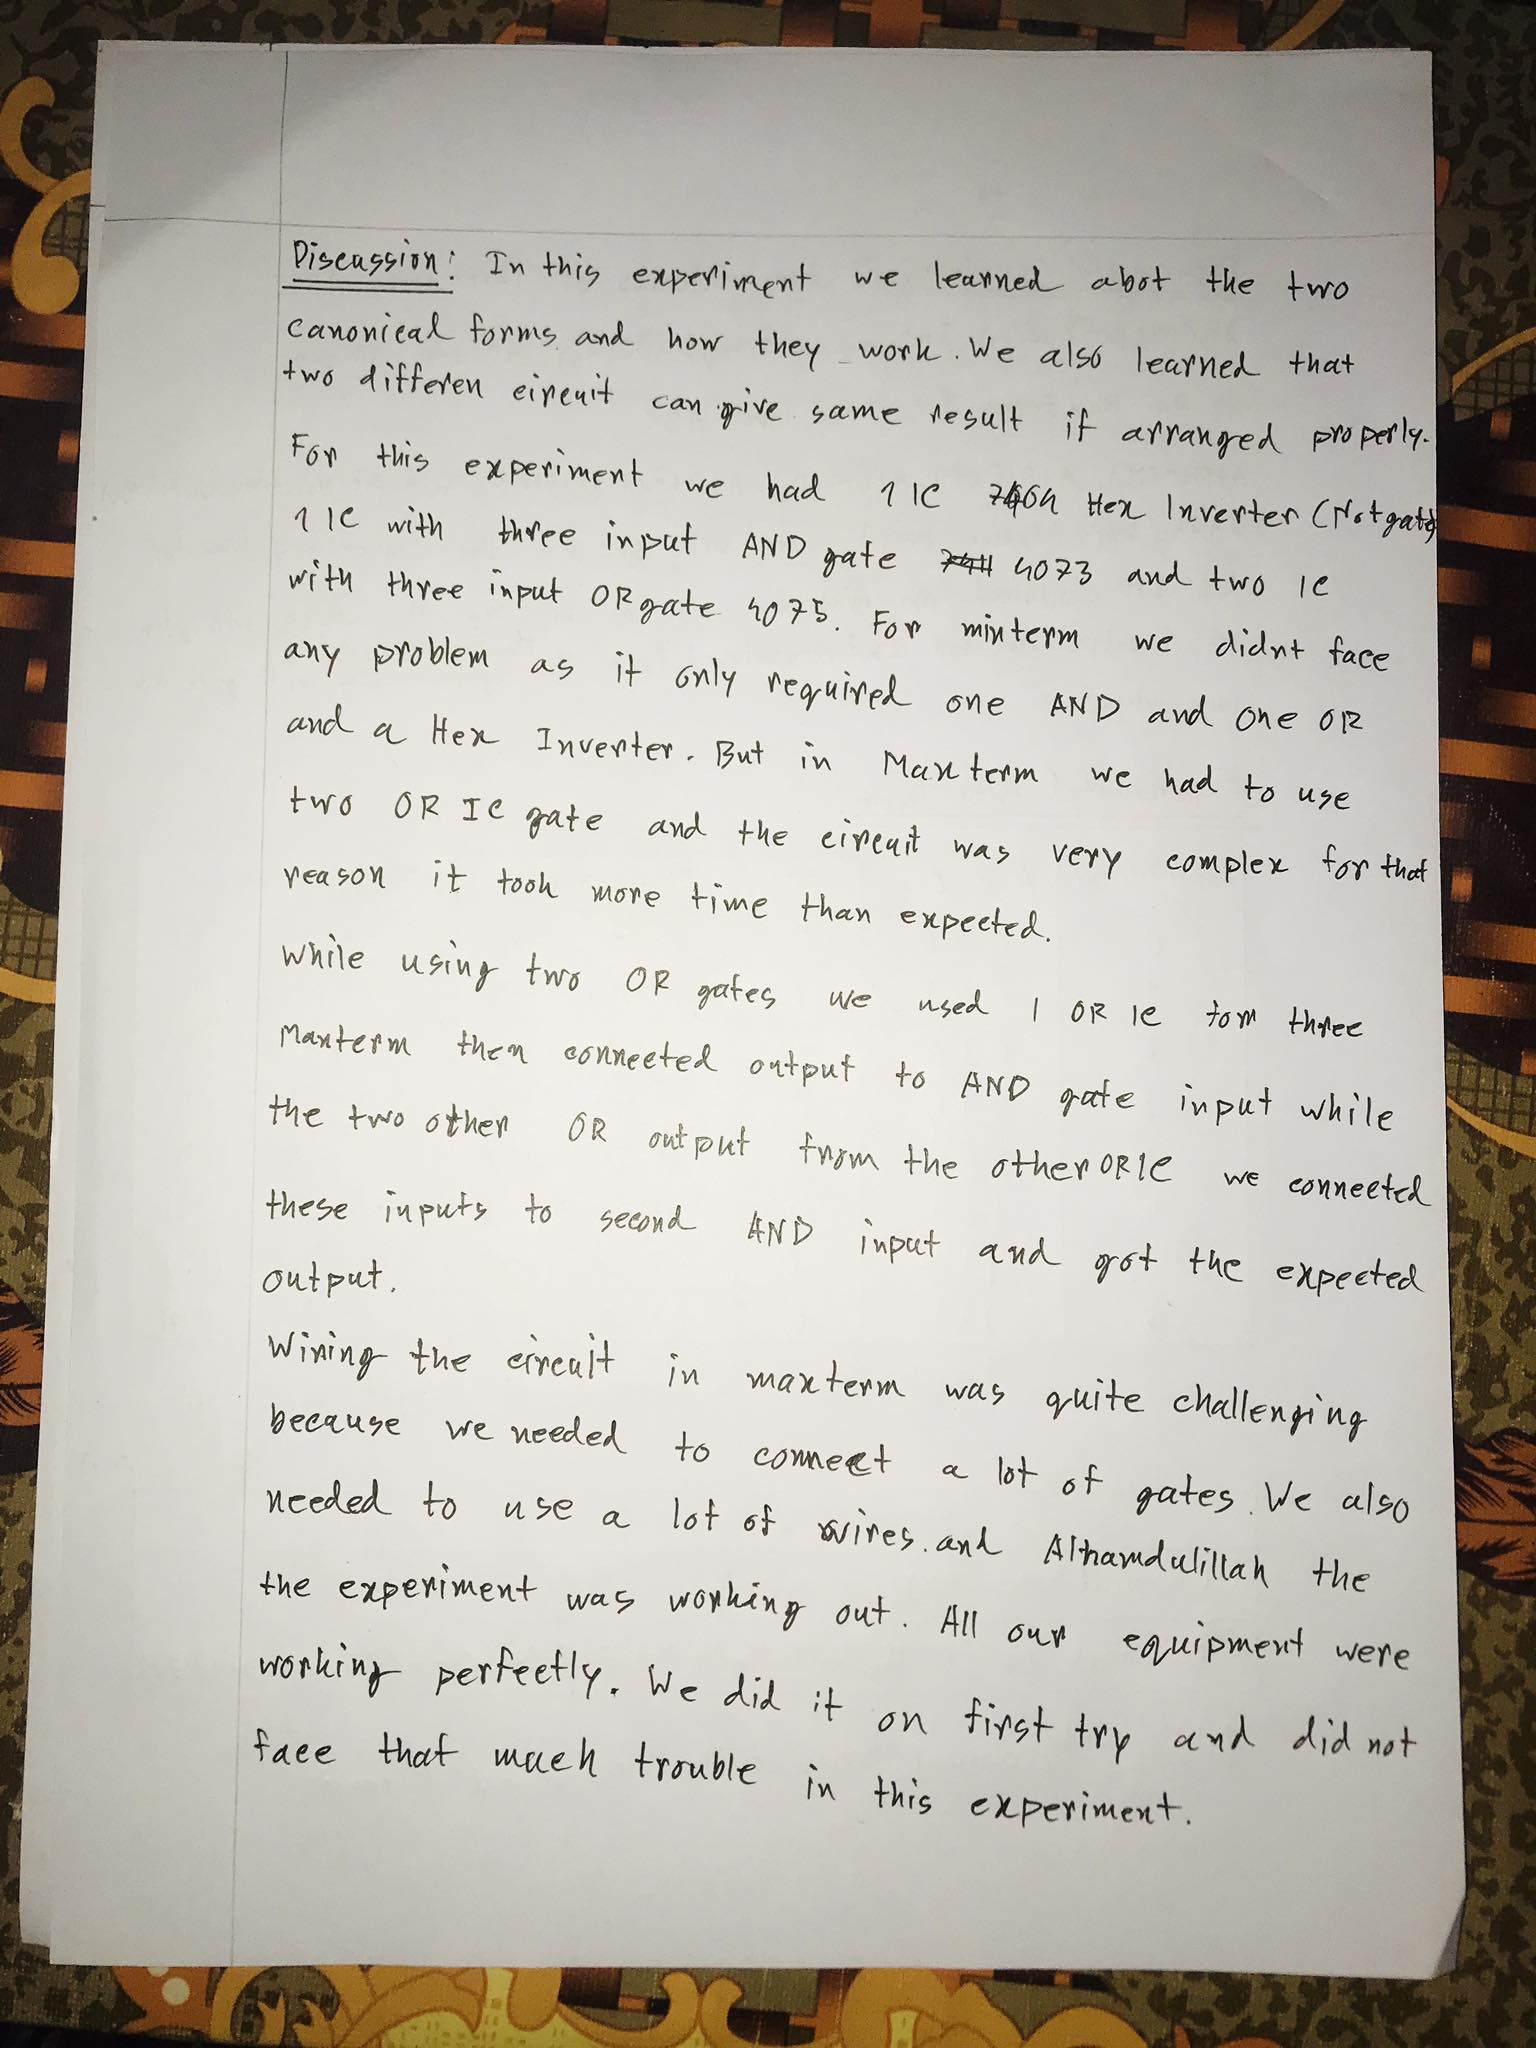 Discussion: In this experiment we learned abot the two
canonical forms and how they work. We also learned that
two differen circuit can give same result if arranged properly.
For this experiment we had 1 IC 7404 Hex Inverter (Not gate)
1 IC with three input AND gate 4073 and two IC
with three input OR gate 4075. For minterm we didnt face
any problem as it only required one AND and one OR
and a Hex Inverter. But in Maxterm we had to use
two OR IC gate and the circuit was very complex for that
reason it took more time than expected.
While using two OR gates we used 1 OR IC for three
Maxterm then connected output to AND gate input while
the two other OR output from the other OR IC we connected
these inputs to second AND input and got the expected
output.
Wiring the circuit in maxterm was quite challenging
because we needed to connect a lot of gates. We also
needed to use a lot of wires. and Alhamdulillah the
the experiment was working out. All our equipment were
working perfectly. We did it on first try and did not
face that much trouble in this experiment.